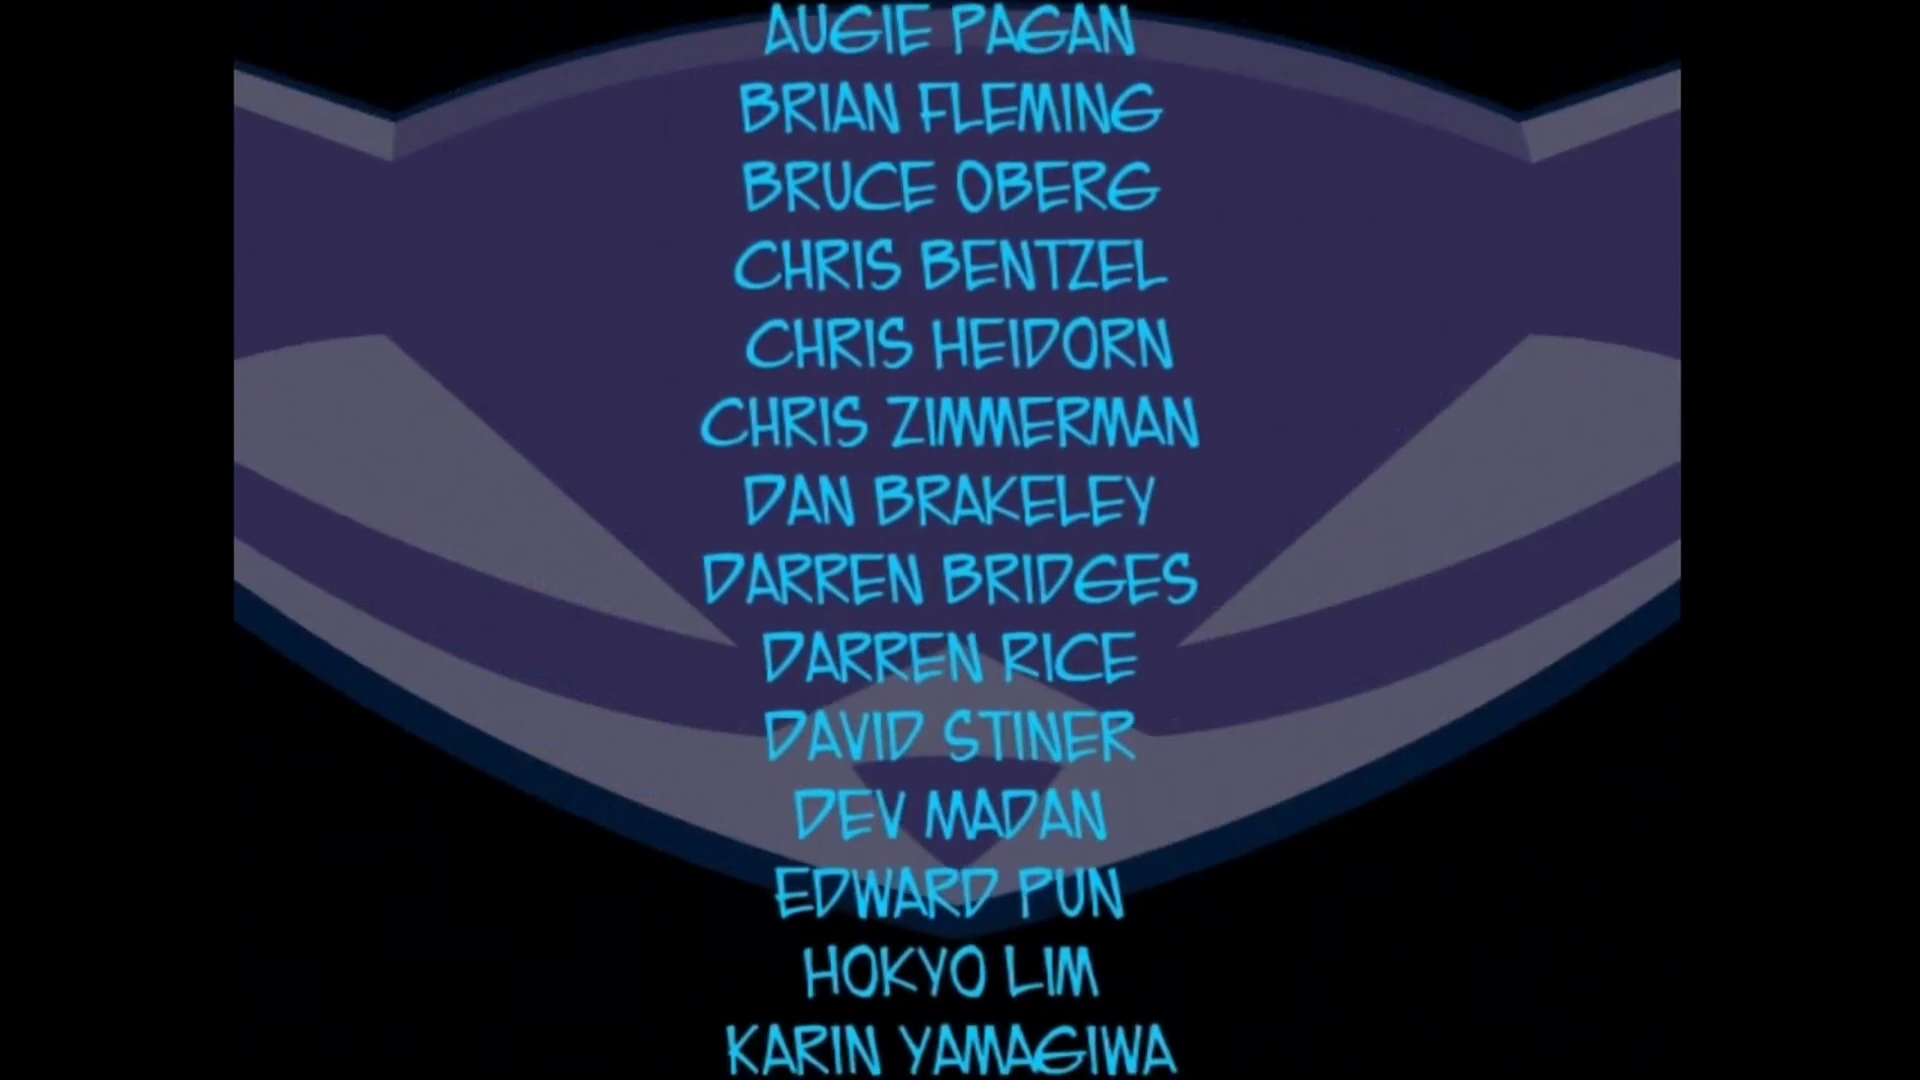 AUGIE PAGAN
BRIAN FLEMING
BRUCE OBERG
CHRIS BENTZEL
CHRIS HEIDORN
CHRIS ZIMMERMAN
DAN BRAKELEY
DARREN BRIDGES
DARREN RICE
DAVID STINER
DEV MADAN
EDWARD PUN
HOKYO LIM
KARIN YAMAGIWA